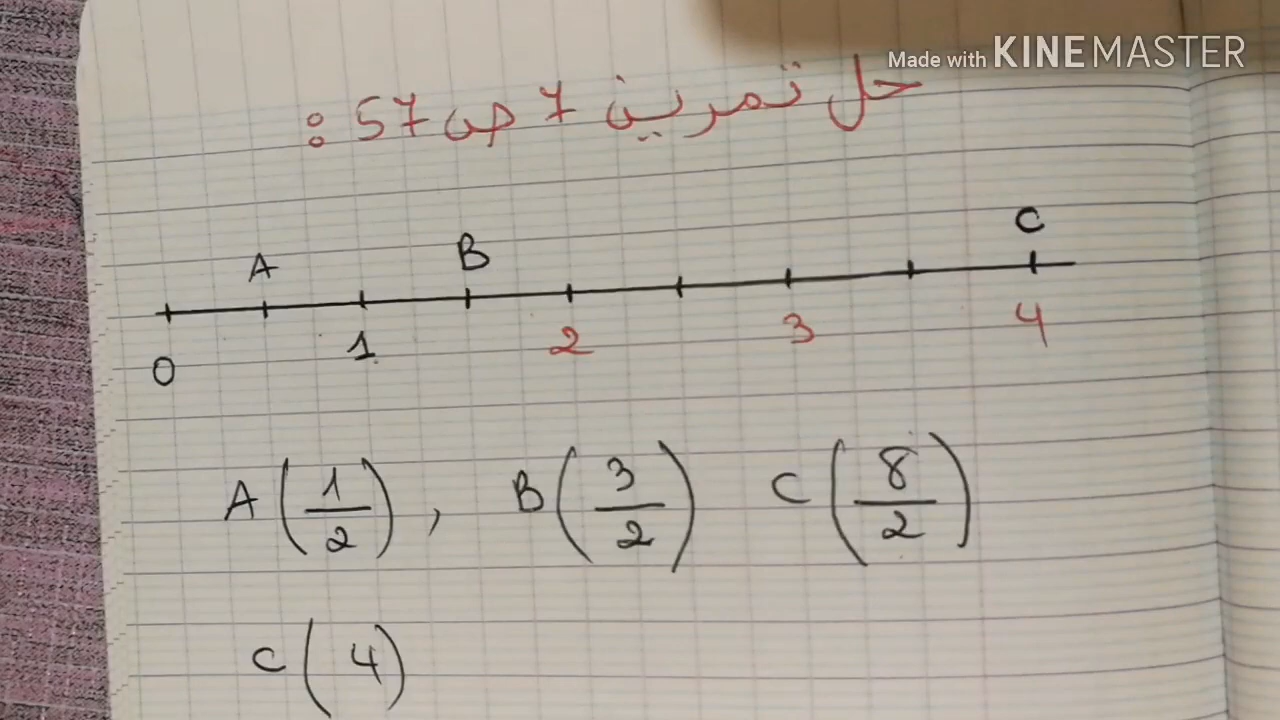 Made with KINEMASTER
حل تمرين 7 ص 57 :
A B C
0 1 2 3 4
A (1/2) , B (3/2) C (8/2)
C (4)